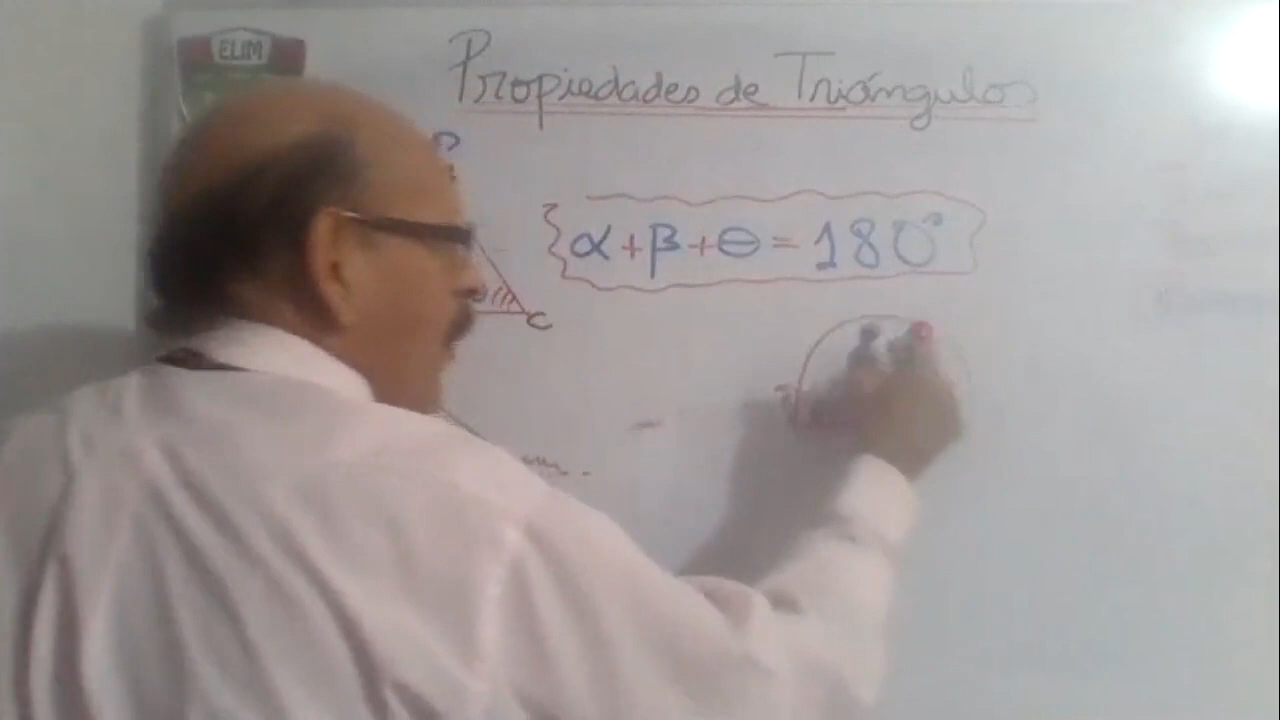 ELIM
Propiedades de Triángulos
α + β + θ = 180°
C